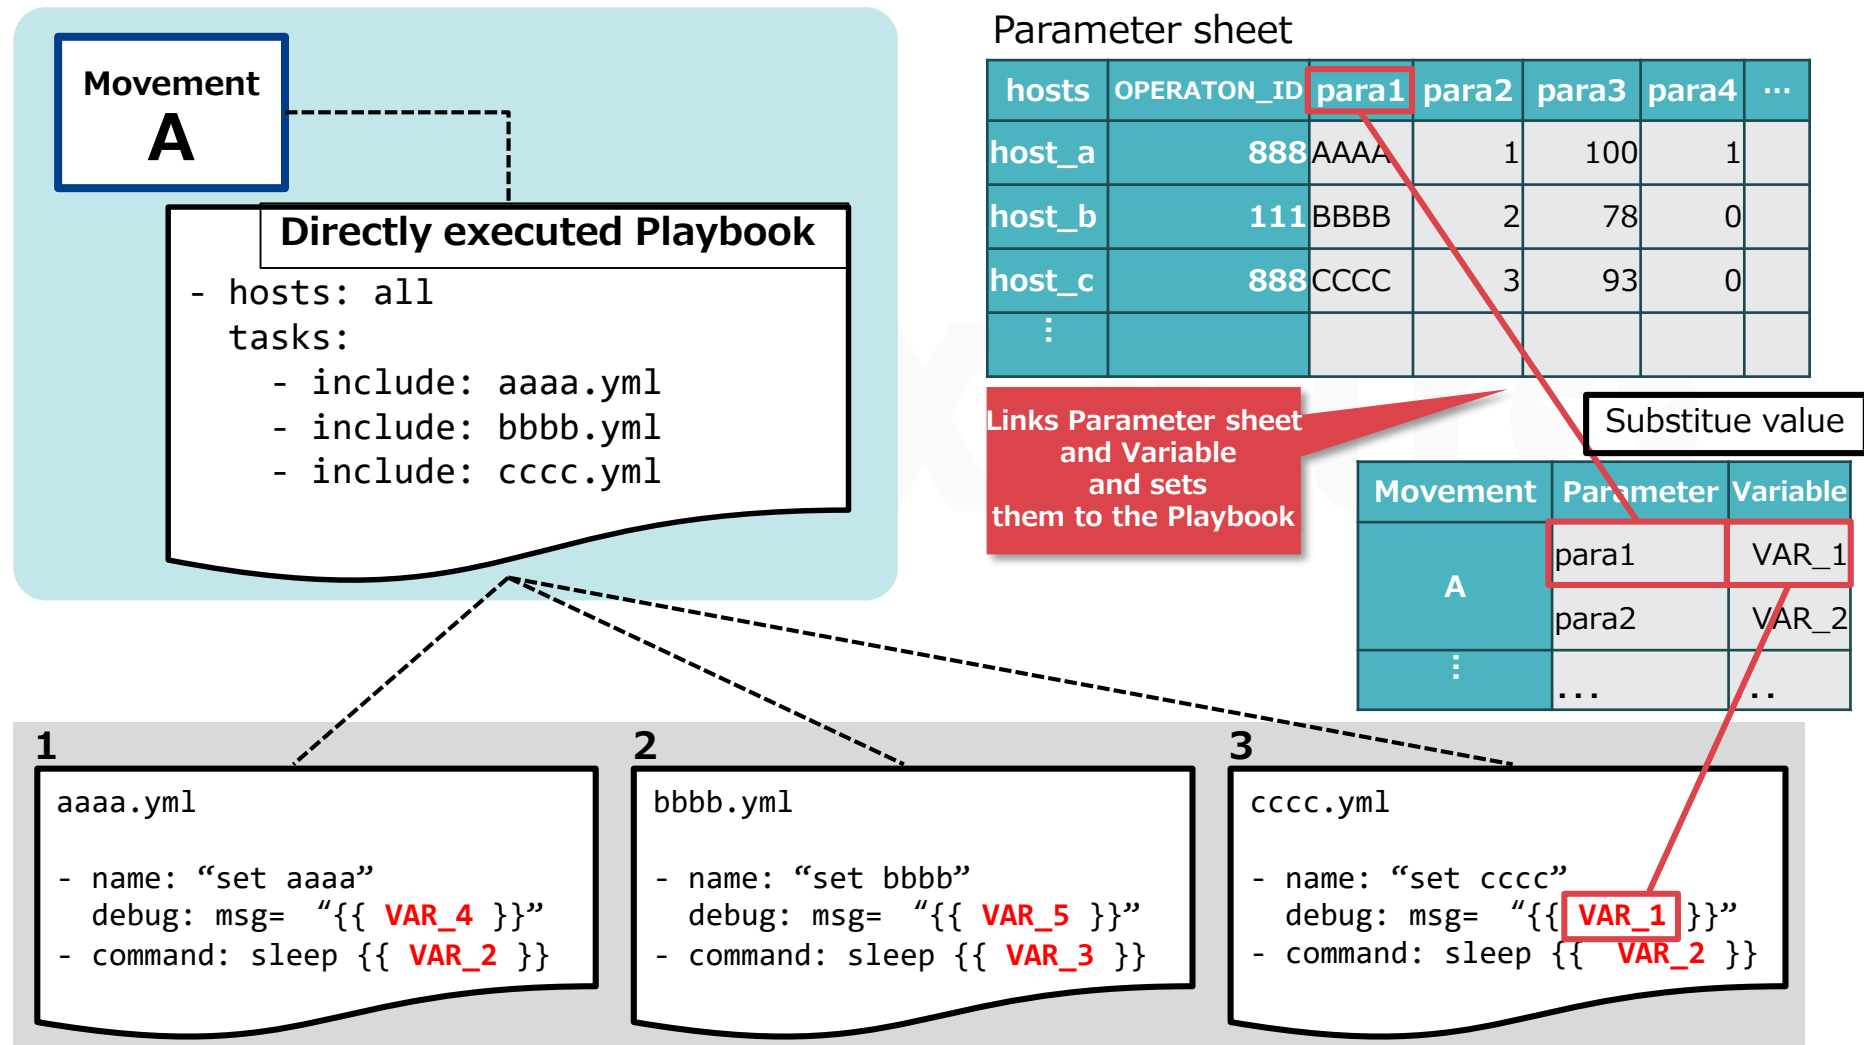 Movement
A
Directly executed Playbook
- hosts: all
tasks:
- include: aaaa.yml
- include: bbbb.yml
- include: cccc.yml
Parameter sheet
hosts OPERATON_ID para1 para2 para3 para4 ...
host_a 888 AAAA 1 100 1
host_b 111 BBBB 2 78 0
host_c 888 CCCC 3 93 0
...
Links Parameter sheet
and Variable
and sets
them to the Playbook
Substitue value
Movement Parameter Variable
A para1 VAR_1
para2 VAR_2
... ... ..
1
aaaa.yml
- name: “set aaaa”
debug: msg= “{{ VAR_4 }}”
- command: sleep {{ VAR_2 }}
2
bbbb.yml
- name: “set bbbb”
debug: msg= “{{ VAR_5 }}”
- command: sleep {{ VAR_3 }}
3
cccc.yml
- name: “set cccc”
debug: msg= “{{ VAR_1 }}”
- command: sleep {{ VAR_2 }}